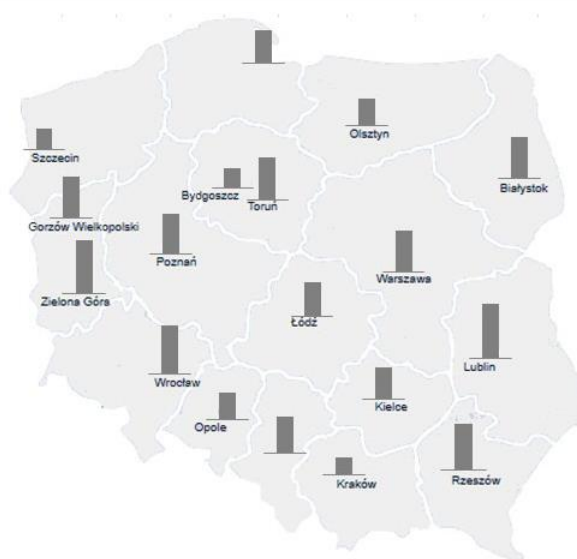 Olsztyn
Szczecin
Białystok
Bydgoszcz
Toruń
Gorzów Wielkopolski
Poznań
Warszawa
Zielona Góra
Łódź
Lublin
Wrocław
Kielce
Opole
Rzeszów
Kraków